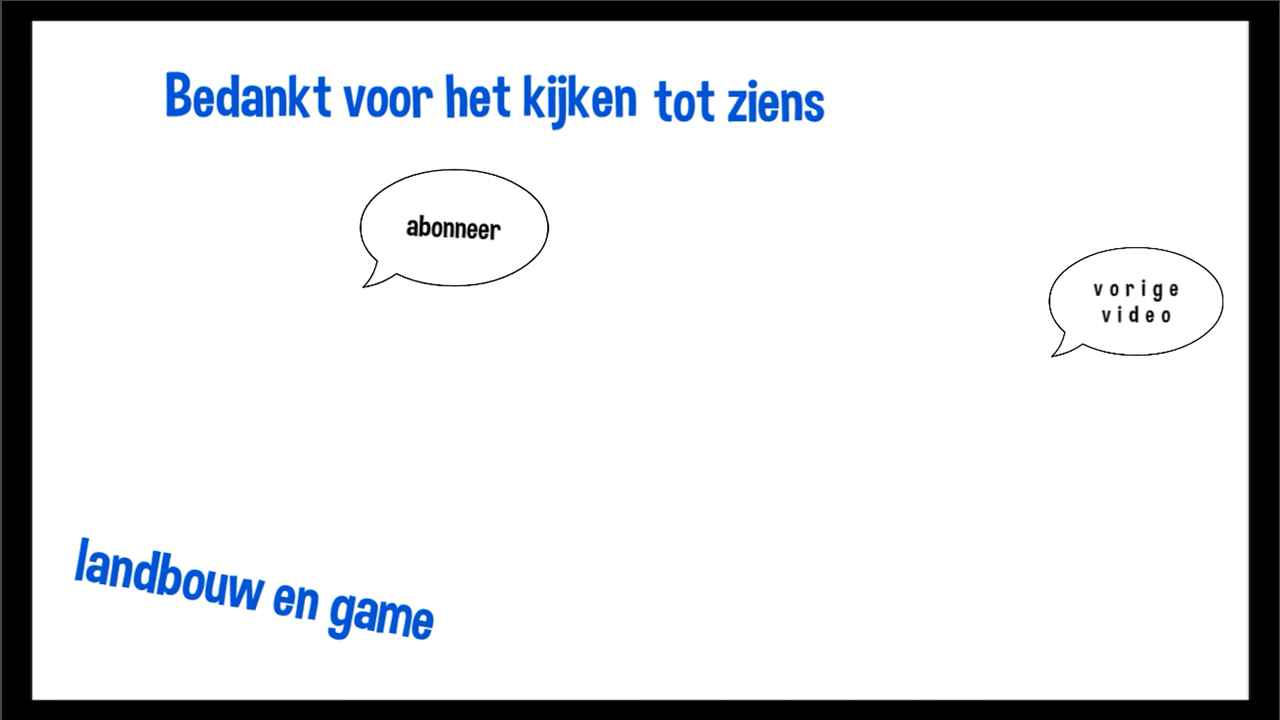 Bedankt voor het kijken tot ziens
abonneer
vorige
video
landbouw en game